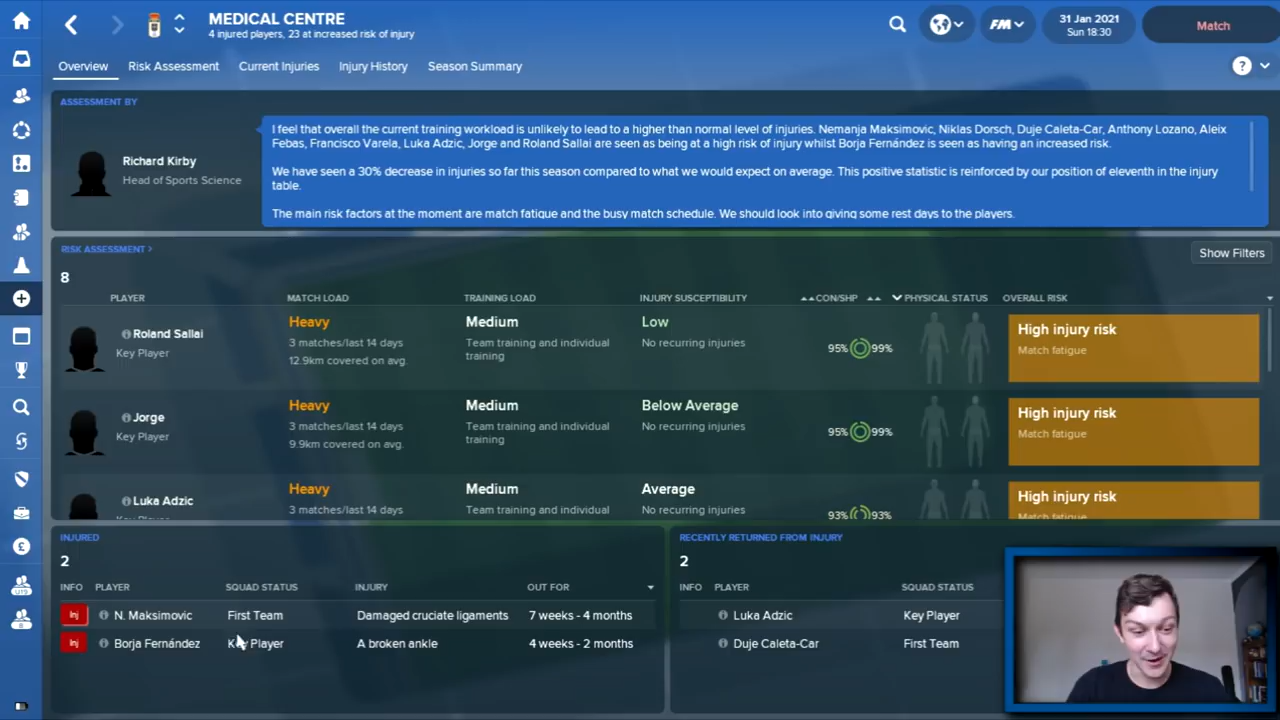 MEDICAL CENTRE
4 injured players, 23 at increased risk of injury
FM
31 Jan 2021
Sun 18:30
Match
Overview
Risk Assessment
Current Injuries
Injury History
Season Summary
?
ASSESSMENT BY
Richard Kirby
Head of Sports Science
I feel that overall the current training workload is unlikely to lead to a higher than normal level of injuries. Nemanja Maksimovic, Niklas Dorsch, Duje Caleta-Car, Anthony Lozano, Aleix
Febas, Francisco Varela, Luka Adzic, Jorge and Roland Sallai are seen as being at a high risk of injury whilst Borja Fernández is seen as having an increased risk.
We have seen a 30% decrease in injuries so far this season compared to what we would expect on average. This positive statistic is reinforced by our position of eleventh in the injury
table.
The main risk factors at the moment are match fatigue and the busy match schedule. We should look into giving some rest days to the players.
RISK ASSESSMENT >
Show Filters
8
PLAYER MATCH LOAD TRAINING LOAD INJURY SUSCEPTIBILITY CON/SHP PHYSICAL STATUS OVERALL RISK
Roland Sallai
Key Player
Heavy
3 matches/last 14 days
12.9km covered on avg.
Medium
Team training and individual
training
Low
No recurring injuries
95% 99%
High injury risk
Match fatigue
Jorge
Key Player
Heavy
3 matches/last 14 days
9.9km covered on avg.
Medium
Team training and individual
training
Below Average
No recurring injuries
95% 99%
High injury risk
Match fatigue
Luka Adzic
Key Player
Heavy
3 matches/last 14 days
Medium
Team training and individual
Average
No recurring injuries
93% 93%
High injury risk
Match fatigue
INJURED
2
INFO PLAYER SQUAD STATUS INJURY OUT FOR
Inj N. Maksimovic First Team Damaged cruciate ligaments 7 weeks - 4 months
Inj Borja Fernández Key Player A broken ankle 4 weeks - 2 months
RECENTLY RETURNED FROM INJURY
2
INFO PLAYER SQUAD STATUS
Luka Adzic Key Player
Duje Caleta-Car First Team